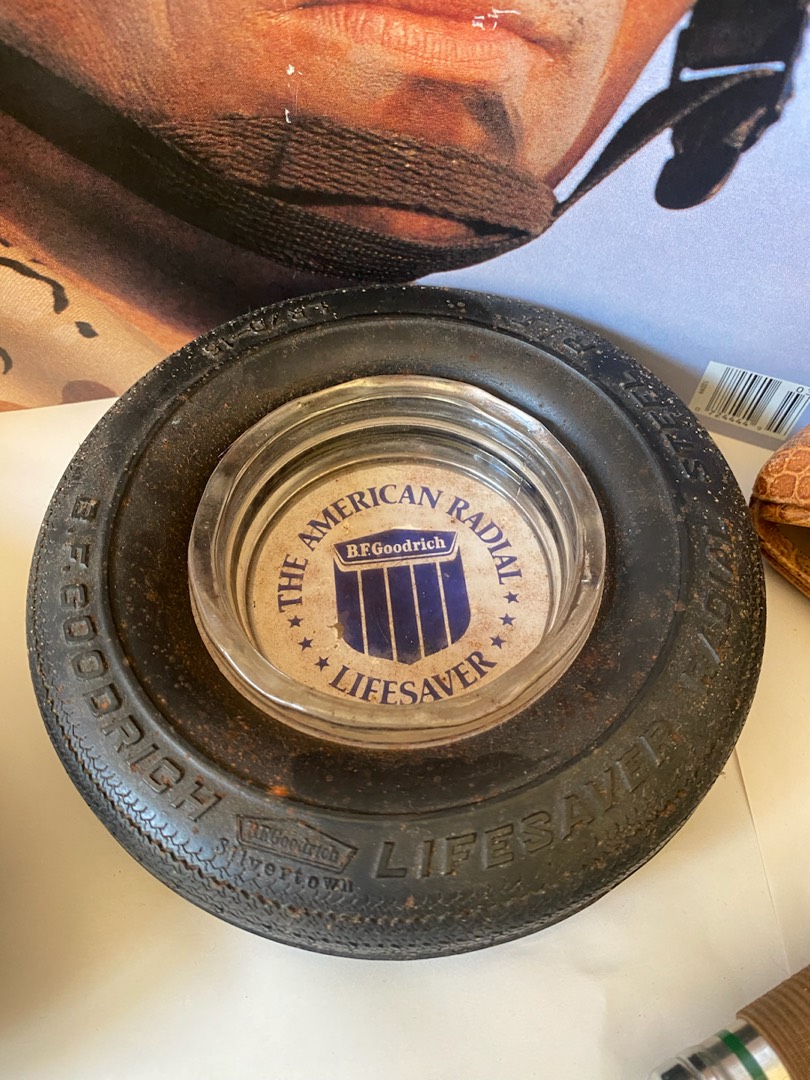 THE AMERICAN RADIAL
B.F.Goodrich
LIFESAVER
B.F.GOODRICH
B.F.Goodrich
Silvertown
LIFESAVER
STEEL